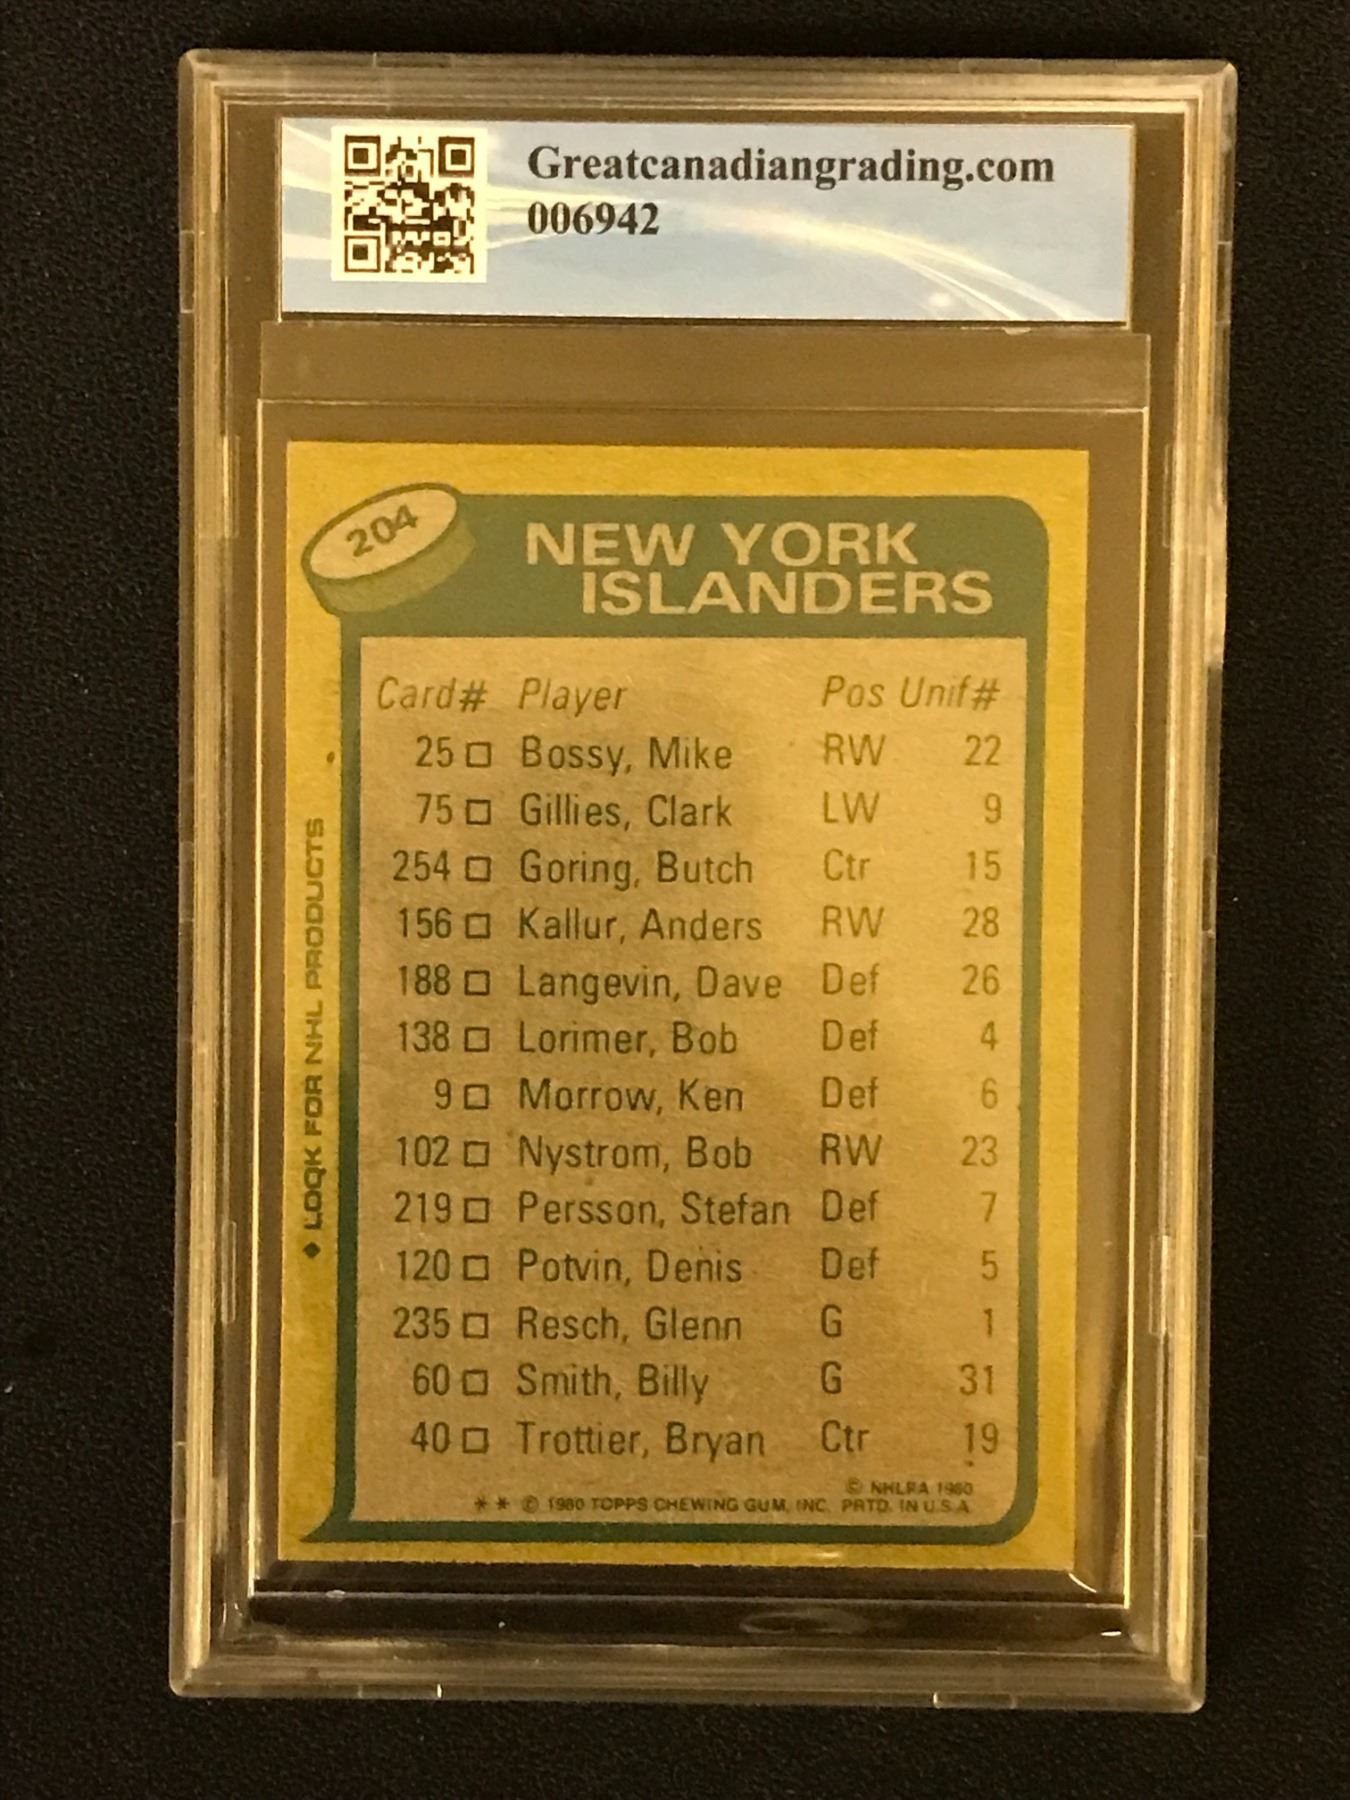 Greatcanadiangrading.com
006942
204
NEW YORK
ISLANDERS
Card# Player Pos Unif#
25 □ Bossy, Mike RW 22
75 □ Gillies, Clark LW 9
254 □ Goring, Butch Ctr 15
156 □ Kallur, Anders RW 28
188 □ Langevin, Dave Def 26
138 □ Lorimer, Bob Def 4
9 □ Morrow, Ken Def 6
102 □ Nystrom, Bob RW 23
219 □ Persson, Stefan Def 7
120 □ Potvin, Denis Def 5
235 □ Resch, Glenn G 1
60 □ Smith, Billy G 31
40 □ Trottier, Bryan Ctr 19
© NHLPA 1980
* * © 1980 TOPPS CHEWING GUM, INC. PRTD. IN U.S.A.
◆ LOOK FOR NHL PRODUCTS